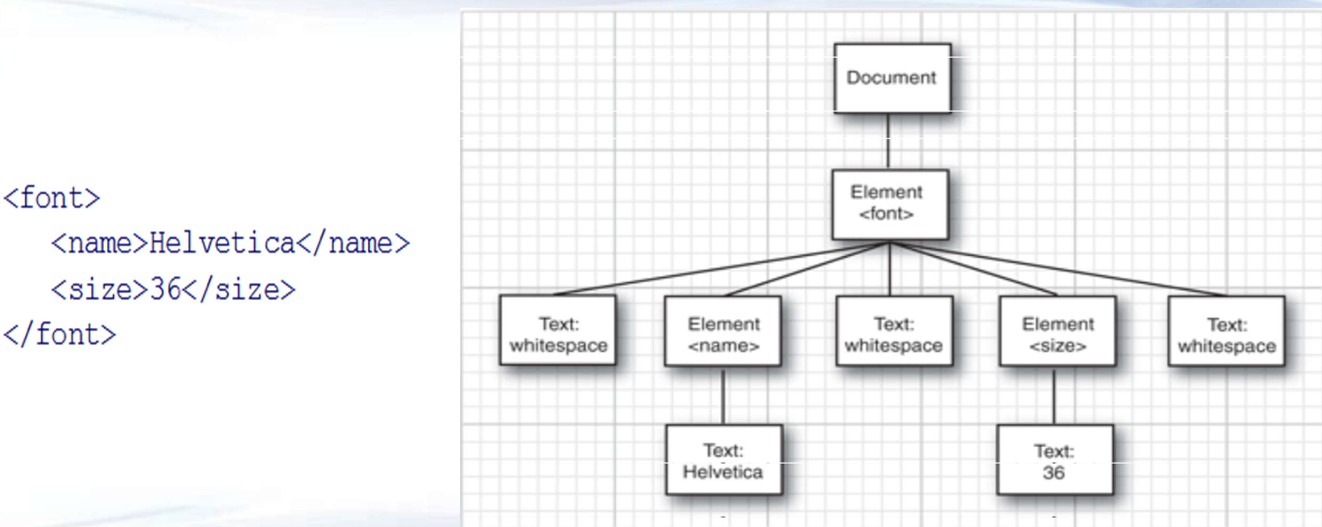 <font>
<name>Helvetica</name>
<size>36</size>
</font>
Document
Element
<font>
Text:
whitespace
Element
<name>
Text:
whitespace
Element
<size>
Text:
whitespace
Text:
Helvetica
Text:
36